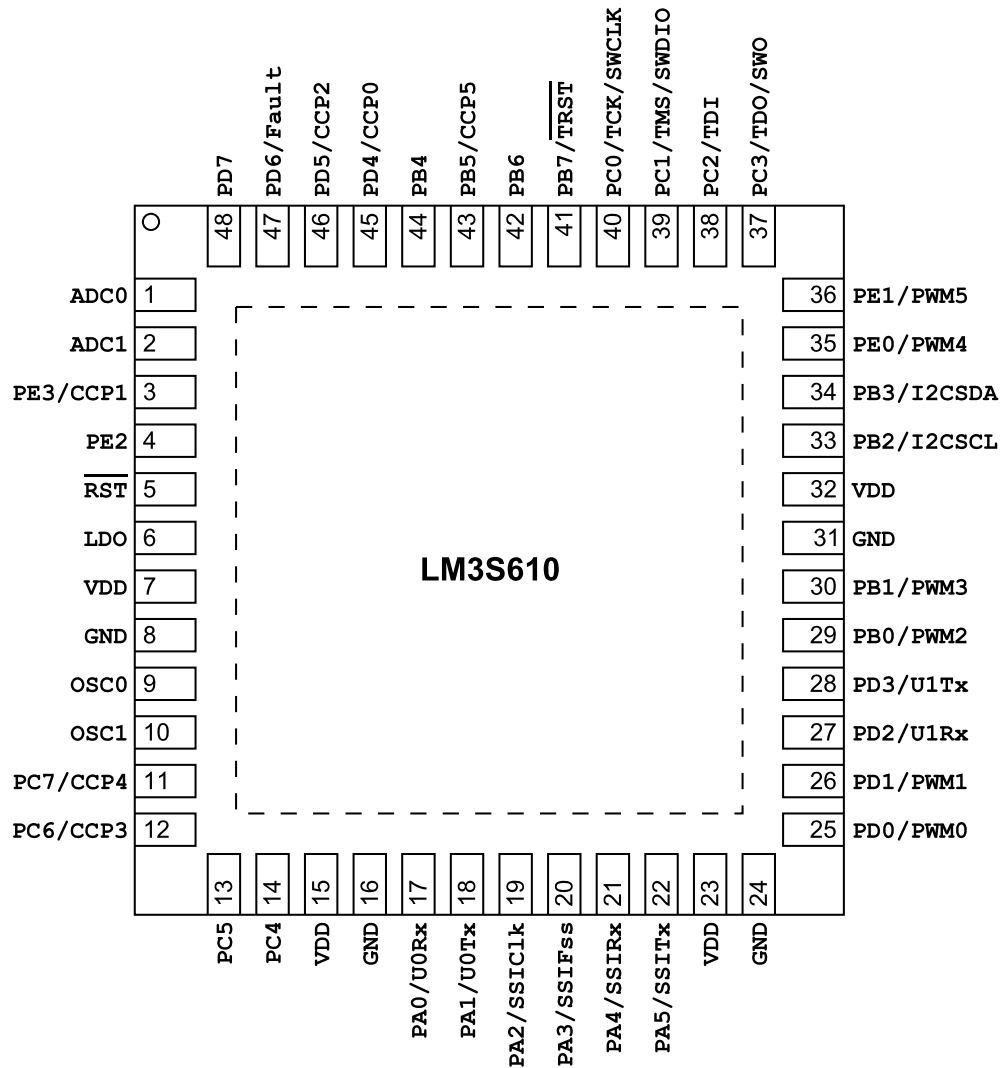 PD7
PD6/Fault
PD5/CCP2
PD4/CCP0
PB4
PB5/CCP5
PB6
PB7/TRST
PC0/TCK/SWCLK
PC1/TMS/SWDIO
PC2/TDI
PC3/TDO/SWO
48
47
46
45
44
43
42
41
40
39
38
37
ADC0 1
ADC1 2
PE3/CCP1 3
PE2 4
RST 5
LDO 6
VDD 7
GND 8
OSC0 9
OSC1 10
PC7/CCP4 11
PC6/CCP3 12
LM3S610
36 PE1/PWM5
35 PE0/PWM4
34 PB3/I2CSDA
33 PB2/I2CSCL
32 VDD
31 GND
30 PB1/PWM3
29 PB0/PWM2
28 PD3/U1Tx
27 PD2/U1Rx
26 PD1/PWM1
25 PD0/PWM0
13
14
15
16
17
18
19
20
21
22
23
24
PC5
PC4
VDD
GND
PA0/U0Rx
PA1/U0Tx
PA2/SSIClk
PA3/SSIFss
PA4/SSIRx
PA5/SSITx
VDD
GND